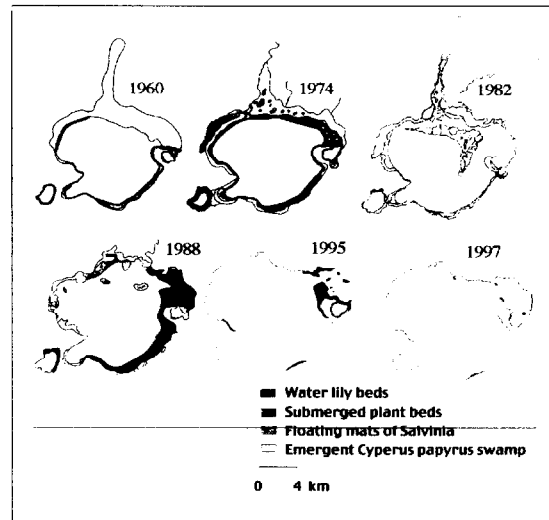 1960
1974
1982
1988
1995
1997
Water lily beds
Submerged plant beds
Floating mats of Salvinia
Emergent Cyperus papyrus swamp
0 4 km